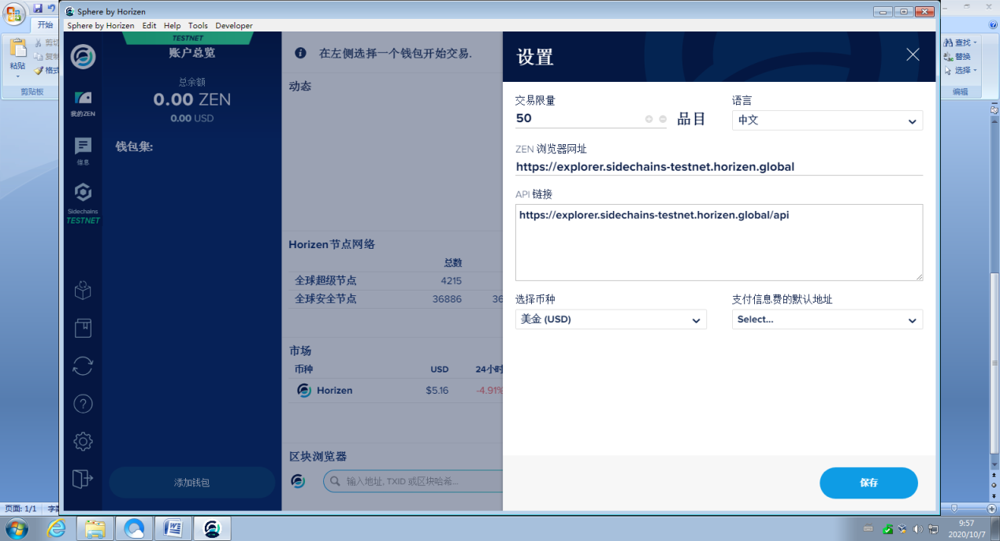 Sphere by Horizen
Sphere by Horizen Edit Help Tools Developer
开始
粘贴
剪切
复制
格式
剪贴板
查找
替换
选择
编辑
TESTNET
账户总览
总余额
0.00 ZEN
0.00 USD
钱包集:
我的ZEN
信息
Sidechains
TESTNET
添加钱包
在左侧选择一个钱包开始交易.
动态
Horizen 节点网络
总数
全球超级节点 4215
全球安全节点 36886 36
市场
币种 USD 24小时
Horizen $5.16 -4.91%
区块浏览器
输入地址, TXID 或区块哈希...
设置
交易限量
50 品目
语言
中文
ZEN 浏览器网址
https://explorer.sidechains-testnet.horizen.global
API 链接
https://explorer.sidechains-testnet.horizen.global/api
选择币种
美金 (USD)
支付信息费的默认地址
Select...
保存
页面: 1/1
9:57
2020/10/7